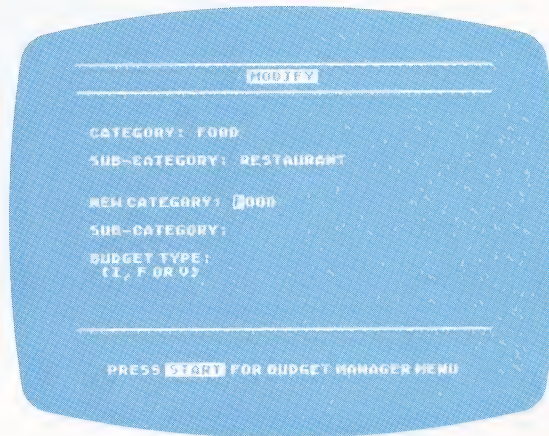 MODIFY
CATEGORY: FOOD
SUB-CATEGORY: RESTAURANT
NEW CATEGORY: FOOD
SUB-CATEGORY:
BUDGET TYPE:
(I, F OR V)
PRESS START FOR BUDGET MANAGER MENU